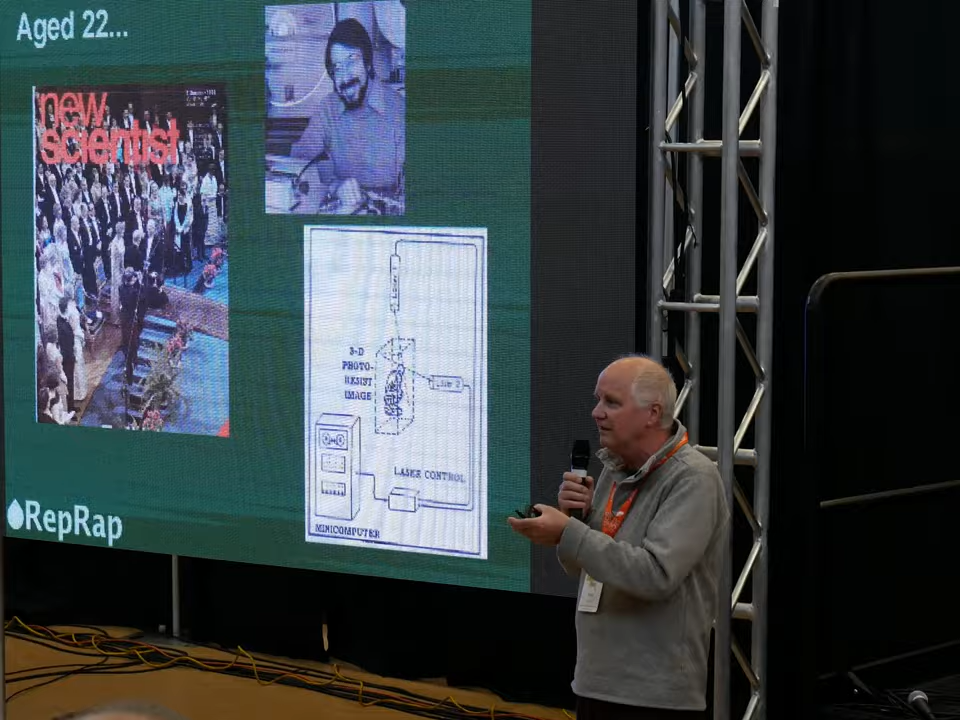 Aged 22...
new
scientist
3-D
PHOTO-
RESIST
IMAGE
LASER CONTROL
MINICOMPUTER
RepRap